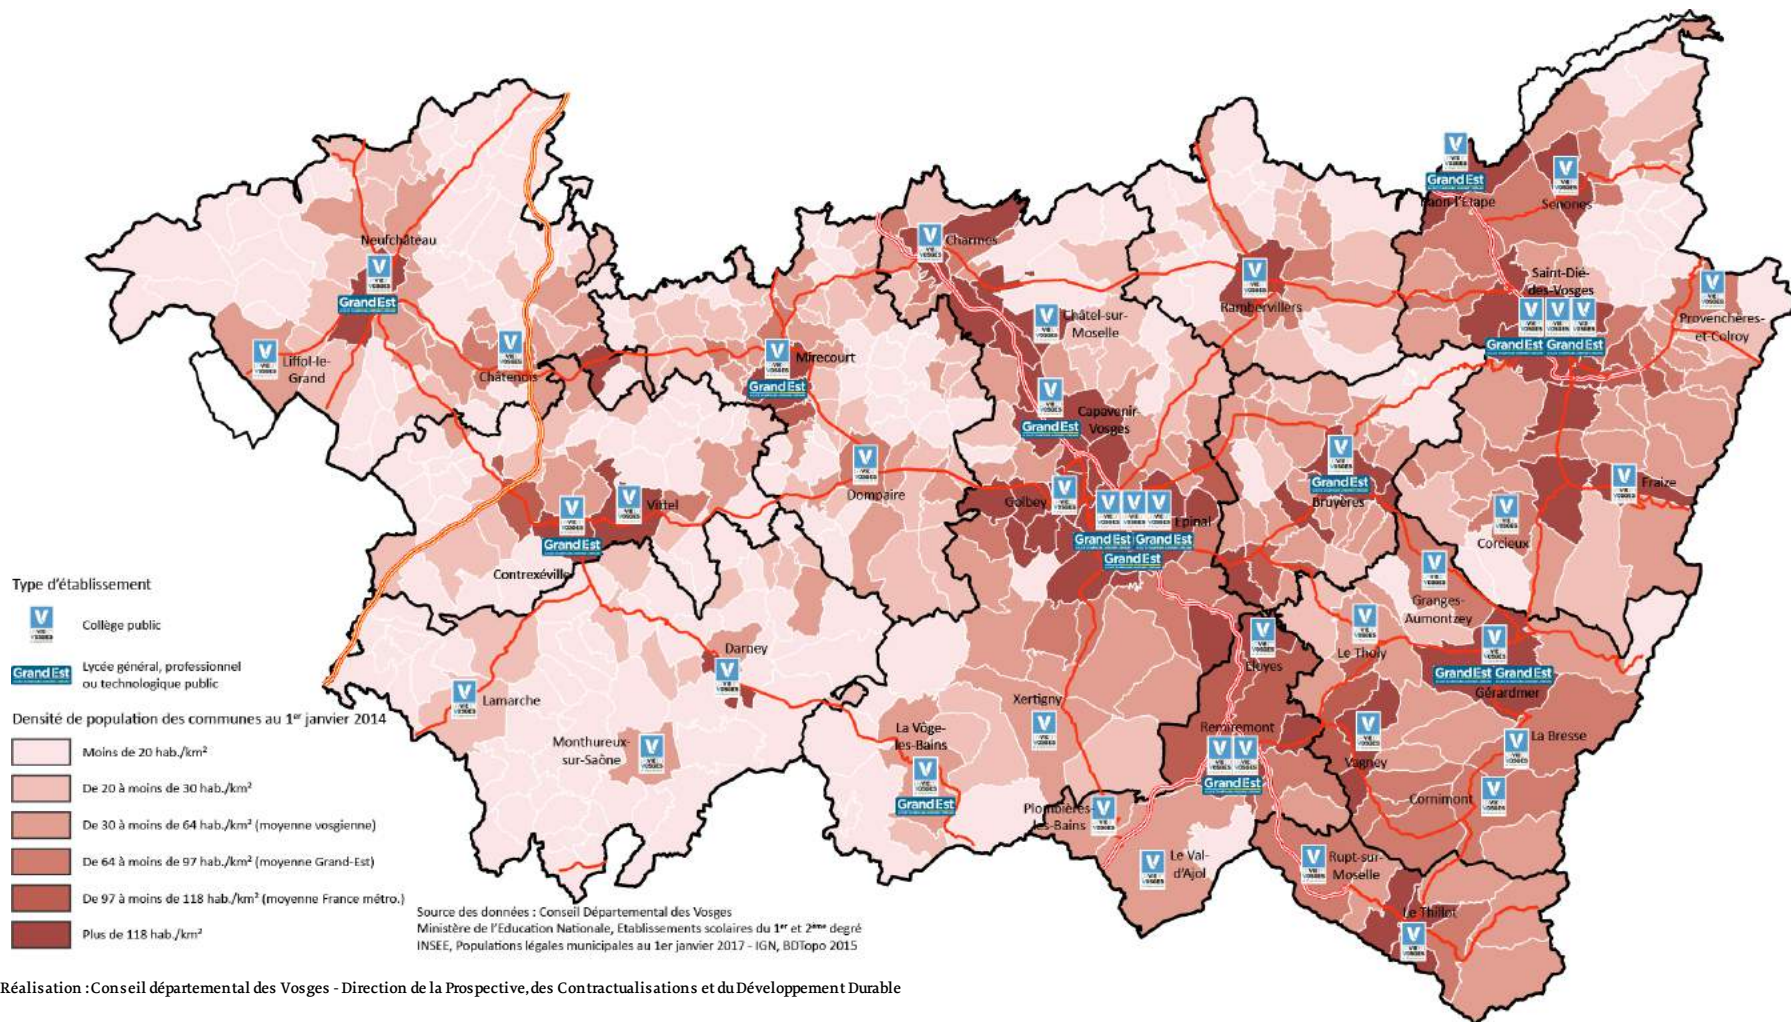 Neufchâteau
Grand Est
Liffol-le-
Grand
Châtenois
Mirecourt
Grand Est
Charmes
Châtel-sur-
Moselle
Rambervillers
Grand Est
Raon-l'Etape
Senones
Saint-Dié-
des-Vosges
Grand Est
Grand Est
Provenchères-
et-Colroy
Capavenir-
Vosges
Grand Est
Dompaire
Golbey
Epinal
Grand Est
Grand Est
Grand Est
Grand Est
Bruyères
Fraize
Corcieux
Vittel
Grand Est
Contrexéville
Granges-
Aumontzey
Le Tholy
Eloyes
Grand Est
Grand Est
Gérardmer
Darney
Lamarche
Monthureux-
sur-Saône
La Vôge-
les-Bains
Grand Est
Xertigny
Remiremont
Grand Est
Vagney
La Bresse
Cornimont
Plombières-
les-Bains
Le Val-
d'Ajol
Rupt-sur-
Moselle
Le Thillot
Type d'établissement
V
VIE
VOSGES
Collège public
Grand Est
Lycée général, professionnel
ou technologique public
Densité de population des communes au 1er janvier 2014
Moins de 20 hab./km²
De 20 à moins de 30 hab./km²
De 30 à moins de 64 hab./km² (moyenne vosgienne)
De 64 à moins de 97 hab./km² (moyenne Grand-Est)
De 97 à moins de 118 hab./km² (moyenne France métro.)
Plus de 118 hab./km²
Source des données : Conseil Départemental des Vosges
Ministère de l'Education Nationale, Etablissements scolaires du 1er et 2ème degré
INSEE, Populations légales municipales au 1er janvier 2017 - IGN, BDTopo 2015
Réalisation : Conseil départemental des Vosges - Direction de la Prospective, des Contractualisations et du Développement Durable